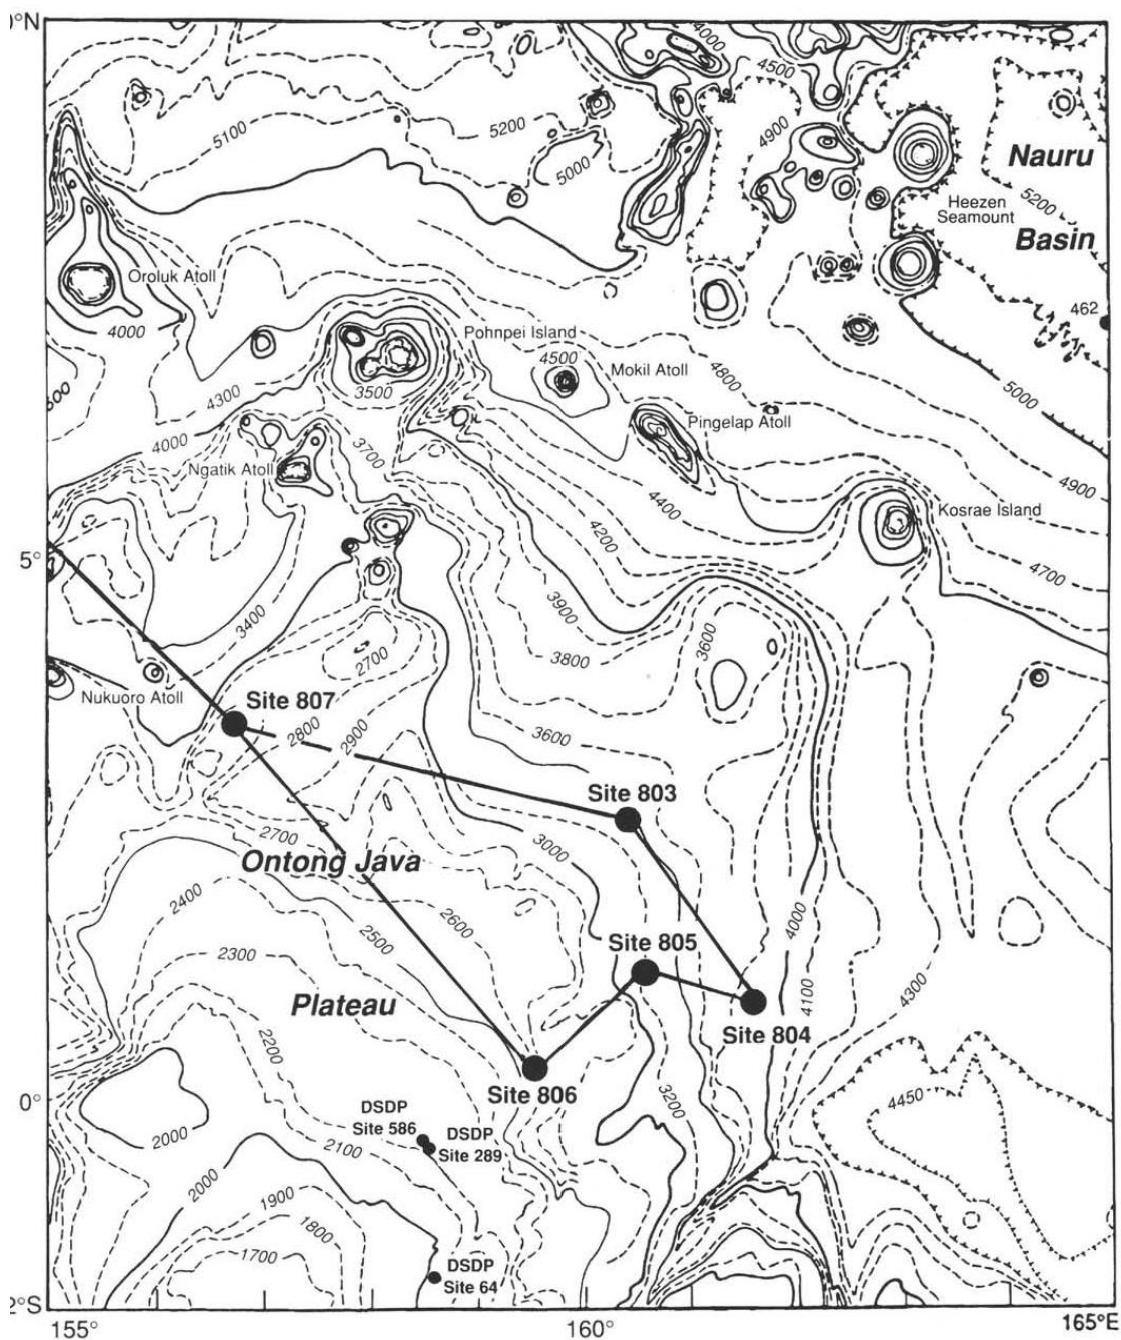 0°N
4000
4500
5100
5200
4900
5000
Nauru
Heezen
Seamount
5200
Basin
Oroluk Atoll
462
4000
Pohnpei Island
4500
Mokil Atoll
4800
4300
3500
5000
Pingelap Atoll
4000
3700
Ngatik Atoll
4400
4900
Kosrae Island
4200
5°
4700
3900
3400
3600
3800
2700
Nukuoro Atoll
Site 807
2800
2900
3600
Site 803
2700
3000
Ontong Java
2400
2600
2500
4000
2300
Site 805
Plateau
4100
4300
2200
Site 804
Site 806
0°
4450
3200
DSDP
Site 586
2000
DSDP
Site 289
2100
2000
1900
1800
1700
DSDP
Site 64
2°S
155°
160°
165°E